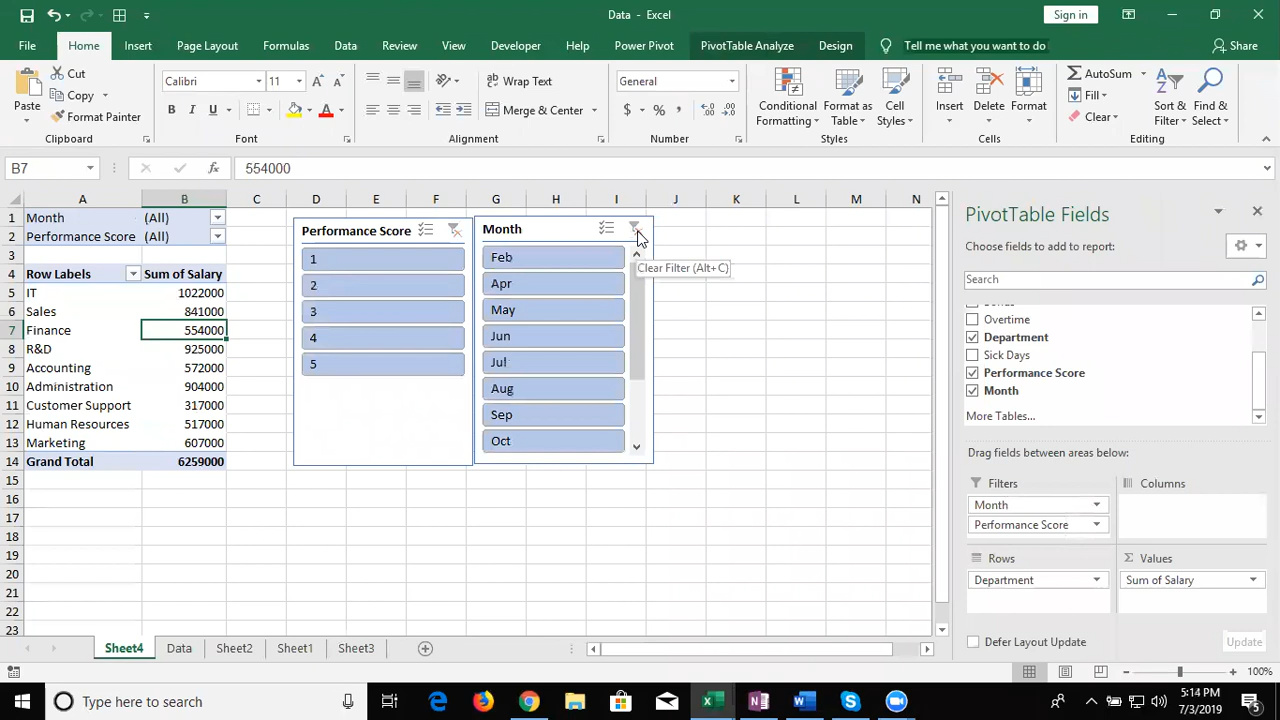 Data - Excel
Sign in
File Home Insert Page Layout Formulas Data Review View Developer Help Power Pivot PivotTable Analyze Design Tell me what you want to do Share
Paste
Cut
Copy
Format Painter
Clipboard
Calibri 11
B I U
Font
Wrap Text
Merge & Center
Alignment
General
$ % ,
Number
Conditional Formatting
Format as Table
Cell Styles
Styles
Insert
Delete
Format
Cells
AutoSum
Fill
Clear
Sort & Filter
Find & Select
Editing
B7 fx 554000
A B C D E F G H I J K L M N
1 Month (All)
2 Performance Score (All)
3
4 Row Labels Sum of Salary
5 IT 1022000
6 Sales 841000
7 Finance 554000
8 R&D 925000
9 Accounting 572000
10 Administration 904000
11 Customer Support 317000
12 Human Resources 517000
13 Marketing 607000
14 Grand Total 6259000
15
16
17
18
19
20
21
22
23
Performance Score
1
2
3
4
5
Month
Feb
Apr
May
Jun
Jul
Aug
Sep
Oct
Clear Filter (Alt+C)
PivotTable Fields
Choose fields to add to report:
Search
Overtime
Department
Sick Days
Performance Score
Month
More Tables...
Drag fields between areas below:
Filters
Month
Performance Score
Columns
Rows
Department
Values
Sum of Salary
Defer Layout Update
Update
Sheet4 Data Sheet2 Sheet1 Sheet3
100%
Type here to search
5:14 PM
7/3/2019
5